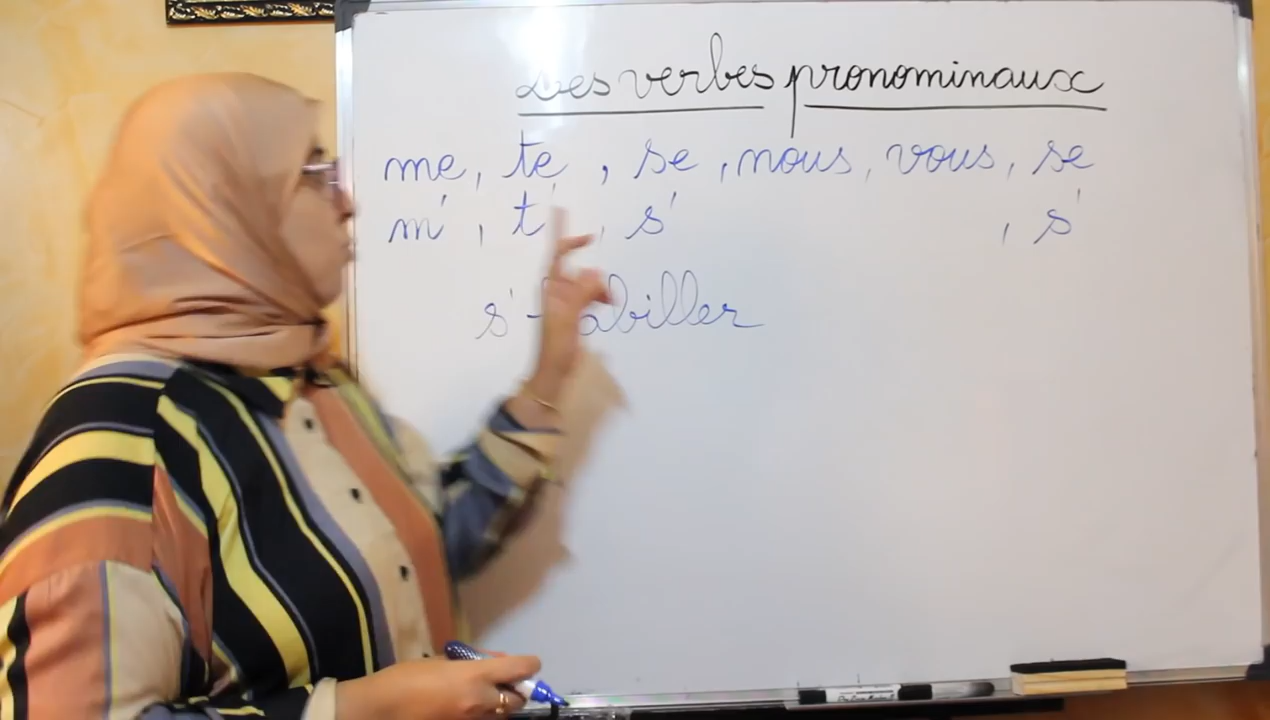 Les verbes pronominaux
me, te, se, nous, vous, se
m', t', s', s'
s'habiller